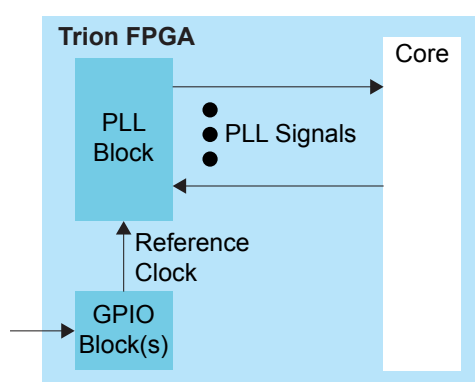 Trion FPGA
Core
PLL
Block
PLL Signals
Reference
Clock
GPIO
Block(s)